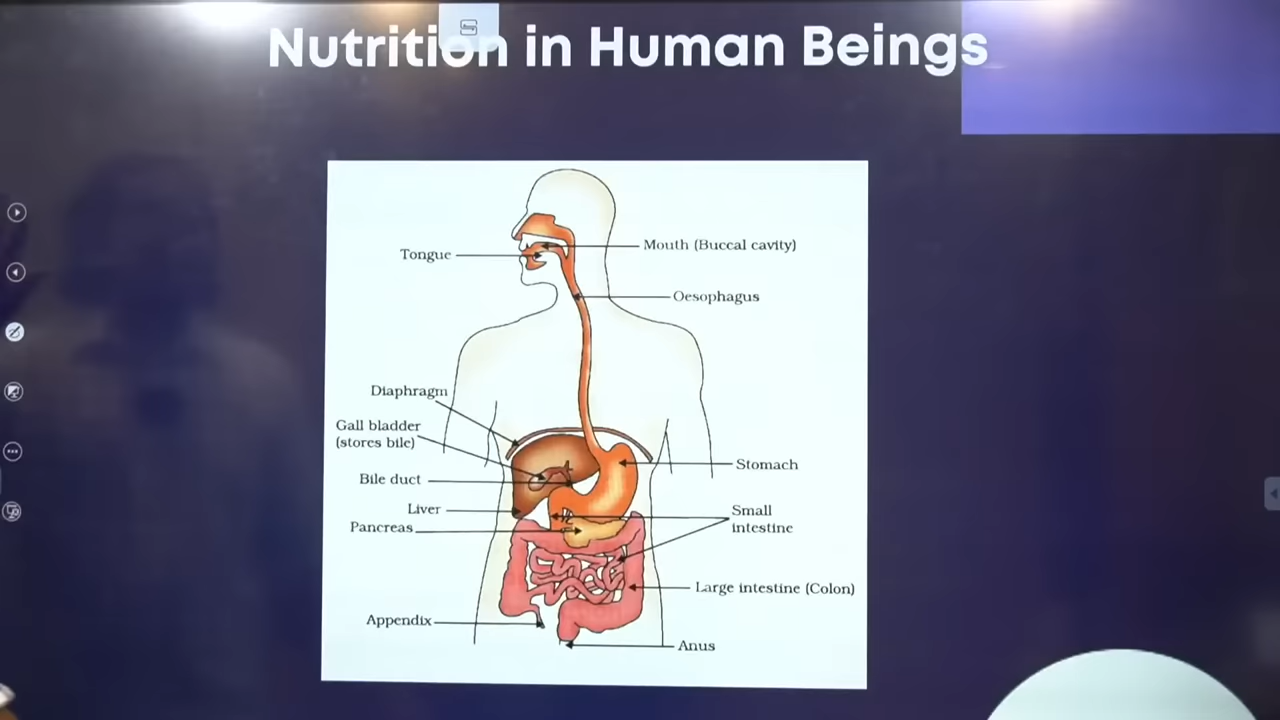 Nutrition in Human Beings
Mouth (Buccal cavity)
Tongue
Oesophagus
Diaphragm
Gall bladder
(stores bile)
Stomach
Bile duct
Liver
Small
intestine
Pancreas
Large intestine (Colon)
Appendix
Anus